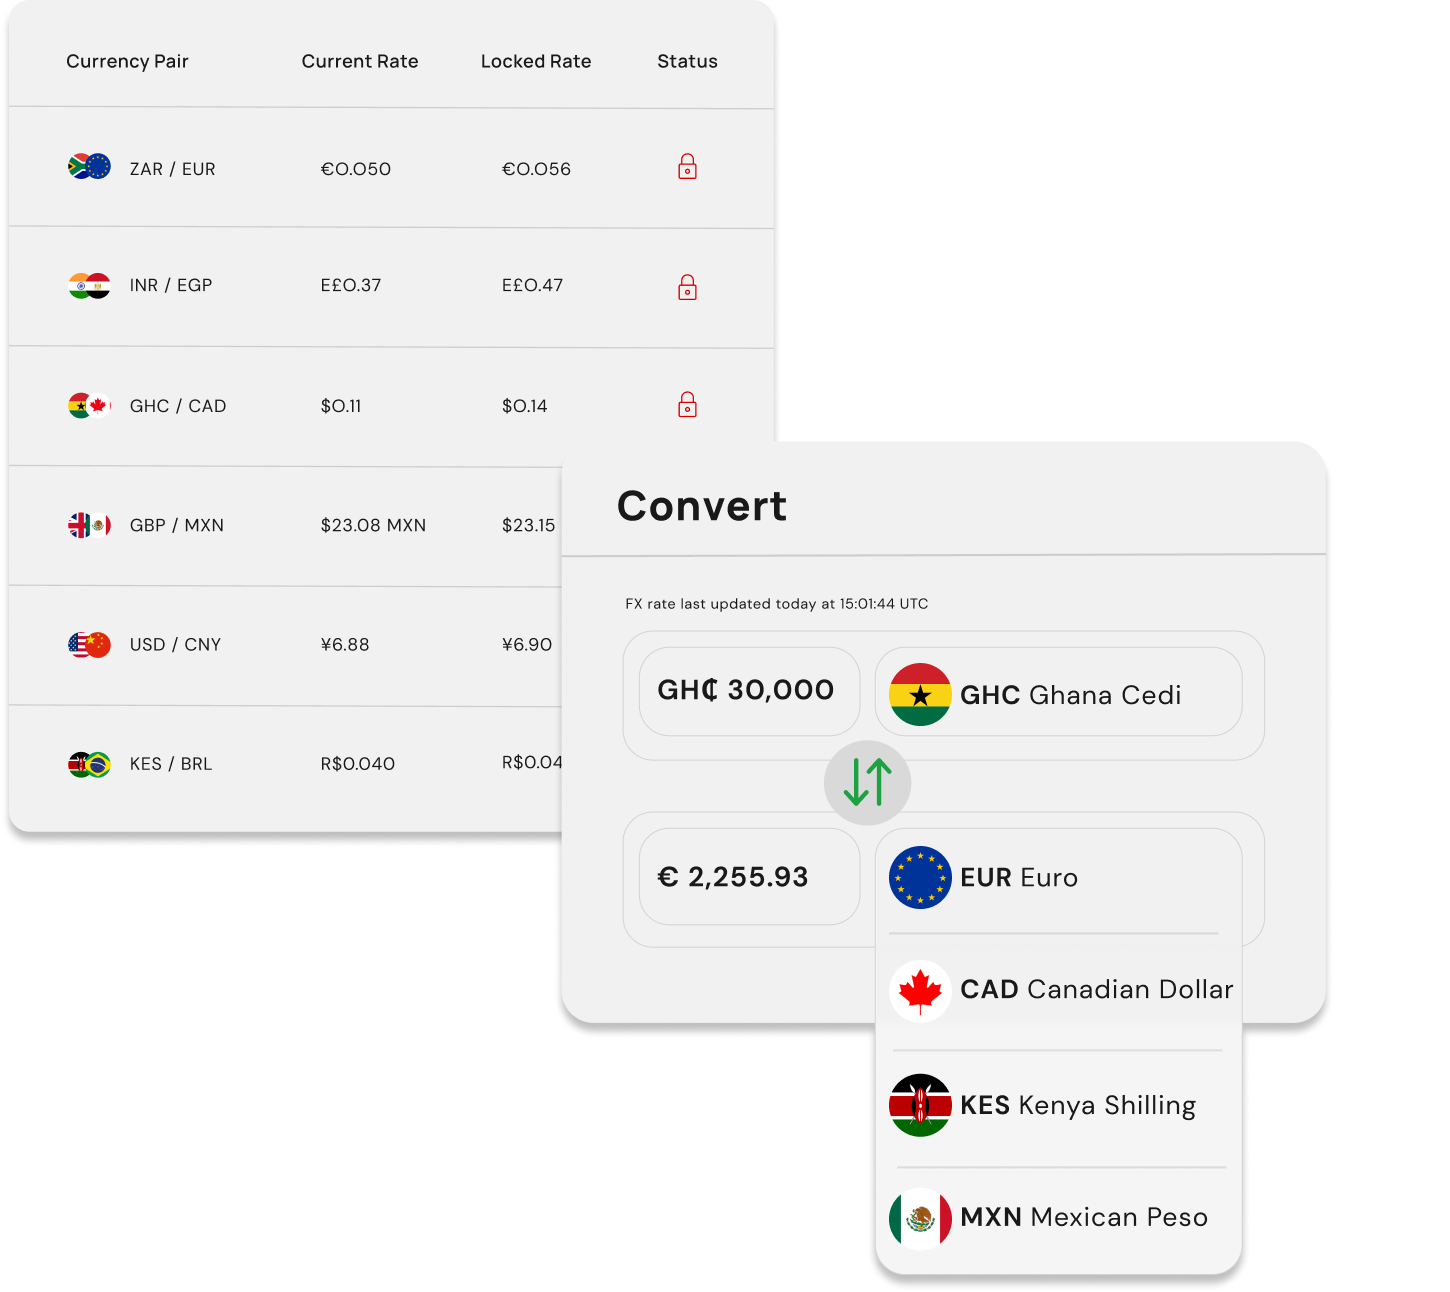 Currency Pair Current Rate Locked Rate Status
ZAR / EUR €0.050 €0.056
INR / EGP E£0.37 E£0.47
GHC / CAD $0.11 $0.14
GBP / MXN $23.08 MXN $23.15
USD / CNY ¥6.88 ¥6.90
KES / BRL R$0.040 R$0.04
Convert
FX rate last updated today at 15:01:44 UTC
GH₵ 30,000 GHC Ghana Cedi
€ 2,255.93 EUR Euro
CAD Canadian Dollar
KES Kenya Shilling
MXN Mexican Peso